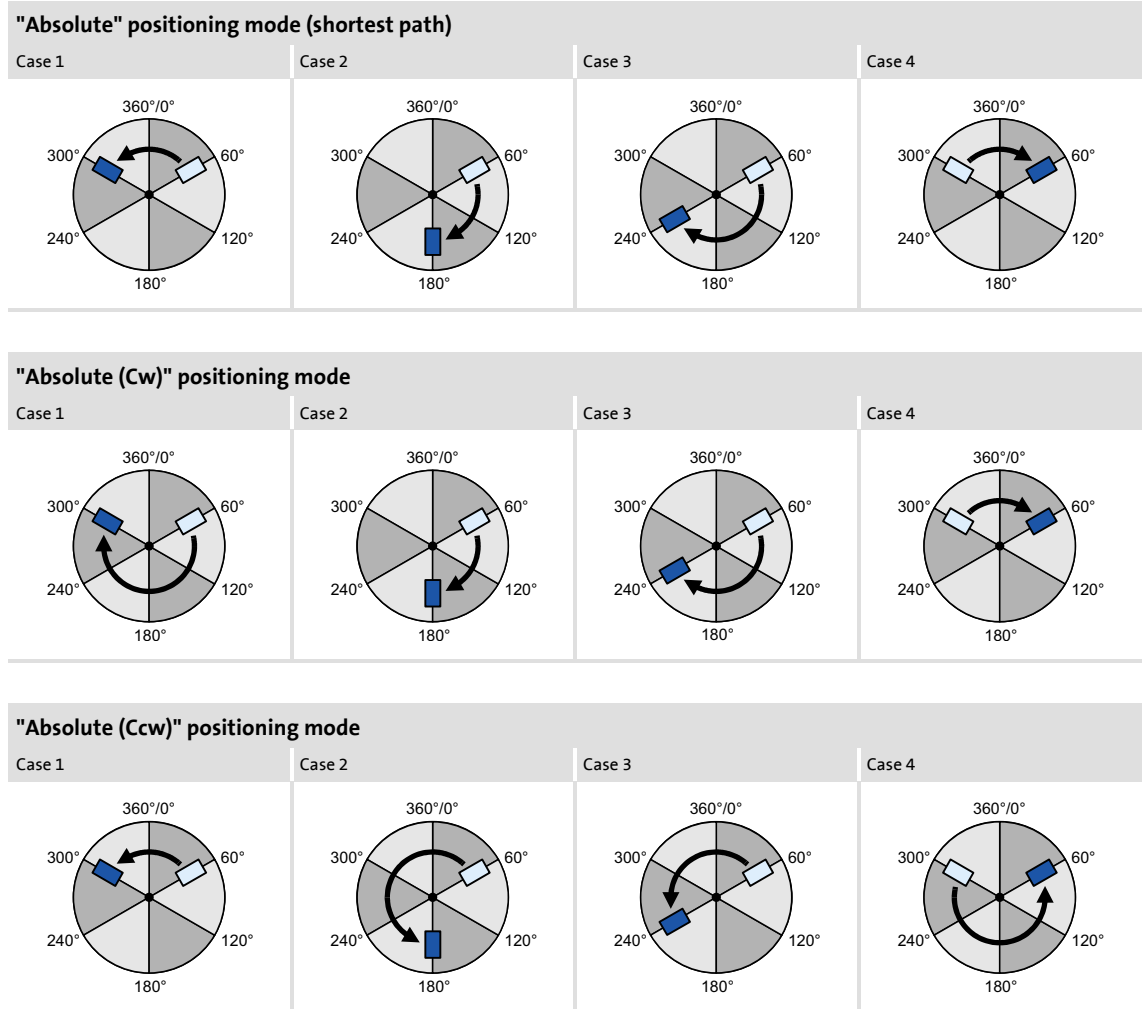 "Absolute" positioning mode (shortest path)
Case 1 Case 2 Case 3 Case 4
360°/0° 360°/0° 360°/0° 360°/0°
300° 60° 300° 60° 300° 60° 300° 60°
240° 120° 240° 120° 240° 120° 240° 120°
180° 180° 180° 180°
"Absolute (Cw)" positioning mode
Case 1 Case 2 Case 3 Case 4
360°/0° 360°/0° 360°/0° 360°/0°
300° 60° 300° 60° 300° 60° 300° 60°
240° 120° 240° 120° 240° 120° 240° 120°
180° 180° 180° 180°
"Absolute (Ccw)" positioning mode
Case 1 Case 2 Case 3 Case 4
360°/0° 360°/0° 360°/0° 360°/0°
300° 60° 300° 60° 300° 60° 300° 60°
240° 120° 240° 120° 240° 120° 240° 120°
180° 180° 180° 180°